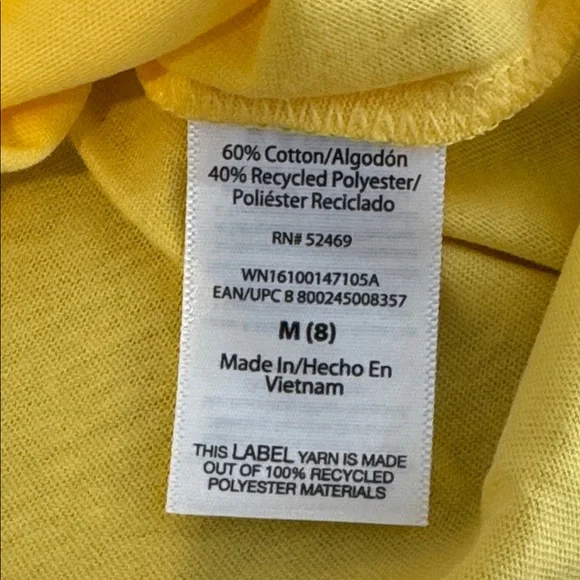 60% Cotton/Algodón
40% Recycled Polyester/
Poliéster Reciclado
RN# 52469
WN16100147105A
EAN/UPC 8 800245008357
M (8)
Made In/Hecho En
Vietnam
THIS LABEL YARN IS MADE
OUT OF 100% RECYCLED
POLYESTER MATERIALS